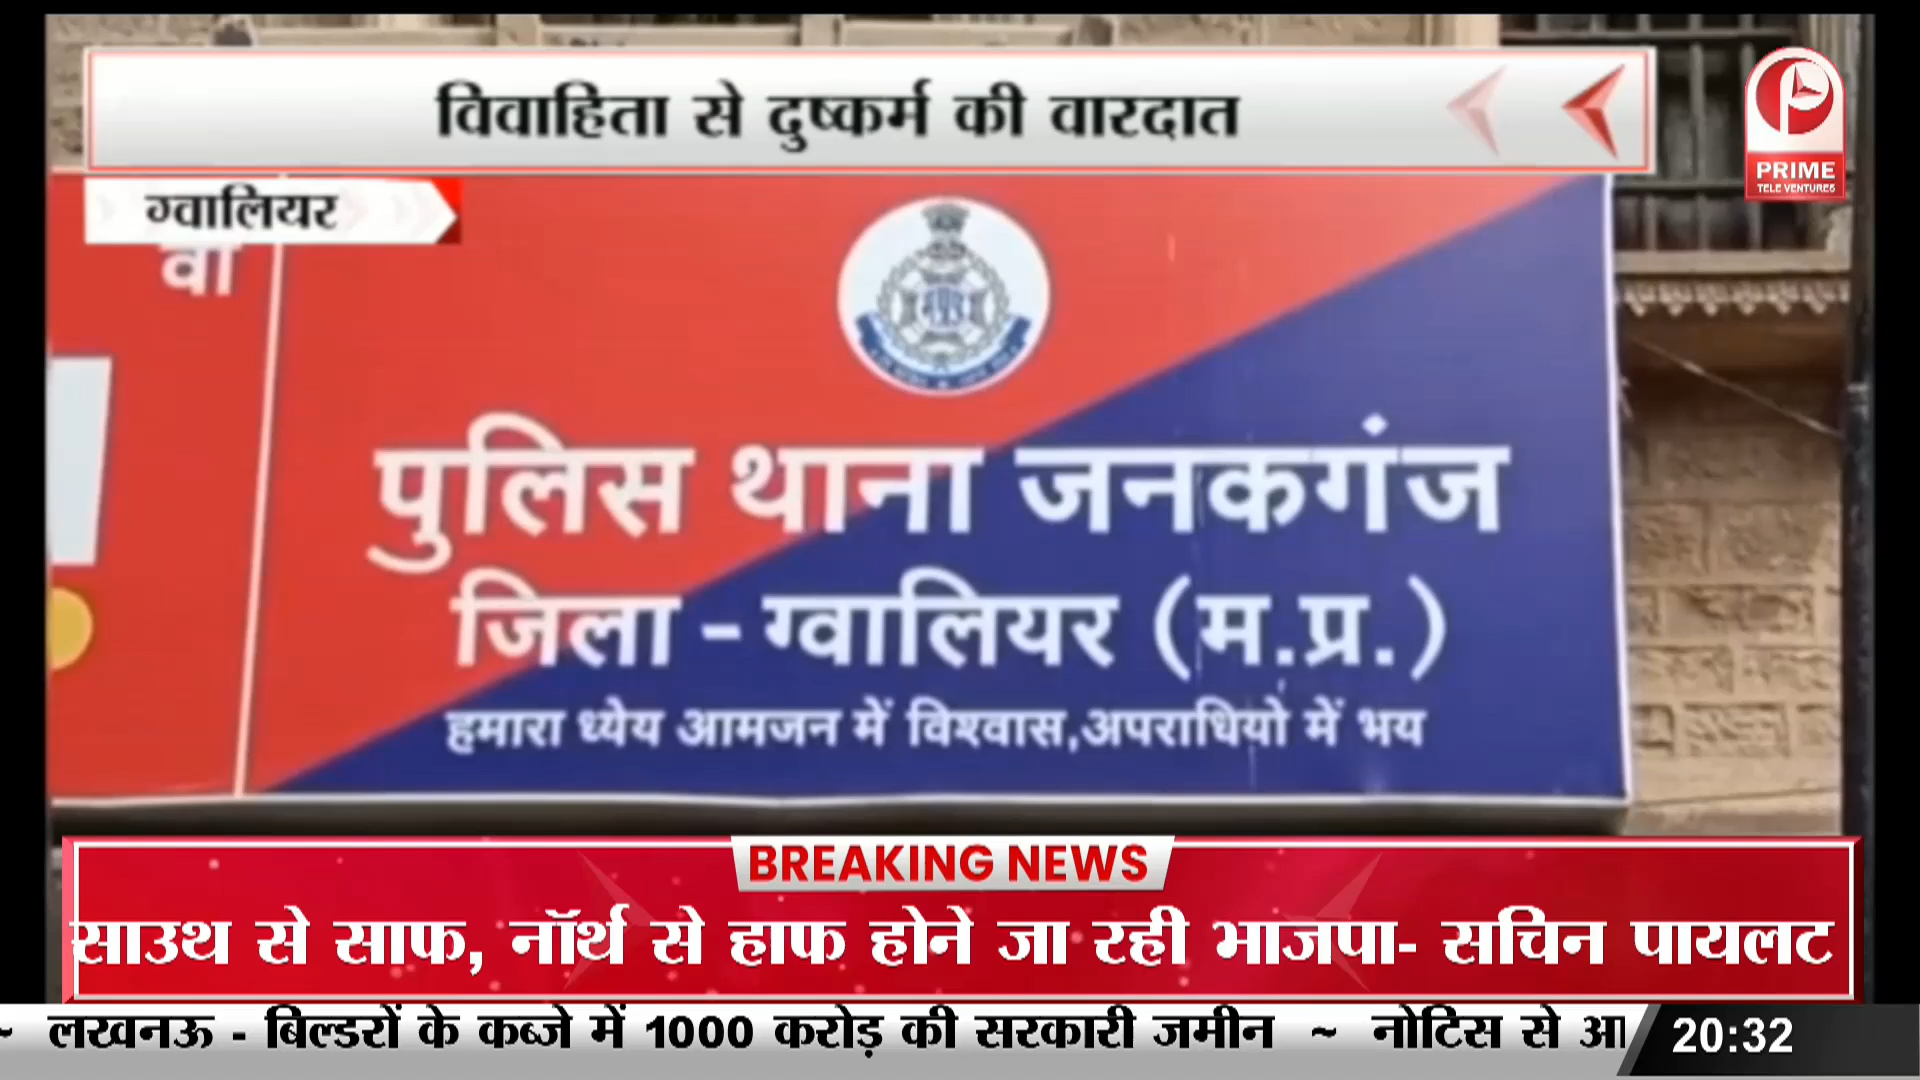 विवाहिता से दुष्कर्म की वारदात
PRIME
TELE VENTURES
ग्वालियर
वा
पुलिस थाना जनकगंज
जिला - ग्वालियर (म.प्र.)
हमारा ध्येय आमजन में विश्वास,अपराधियो में भय
BREAKING NEWS
साउथ से साफ, नॉर्थ से हाफ होने जा रही भाजपा- सचिन पायलट
~ लखनऊ - बिल्डरों के कब्जे में 1000 करोड़ की सरकारी जमीन ~ नोटिस से आ
20:32